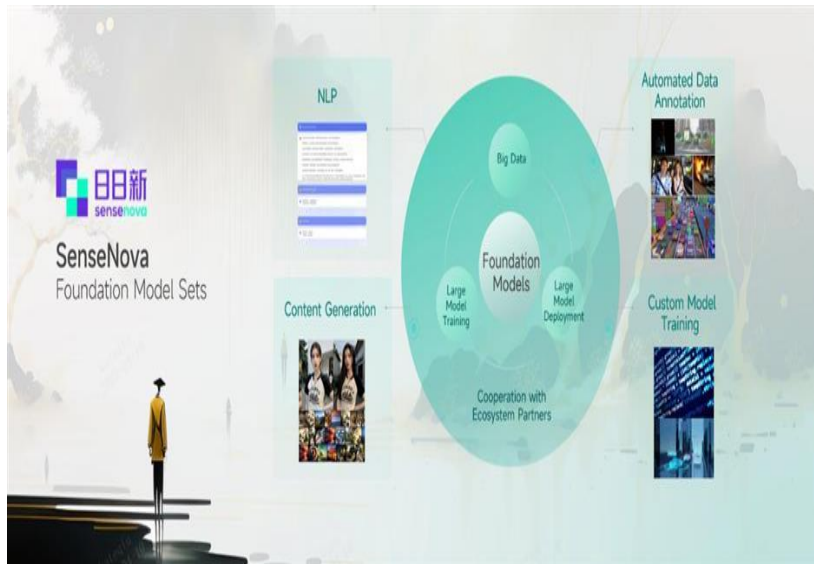 日日新
sensenova
SenseNova
Foundation Model Sets
NLP
Content Generation
Big Data
Foundation
Models
Large
Model
Training
Large
Model
Deployment
Cooperation with
Ecosystem Partners
Automated Data
Annotation
Custom Model
Training